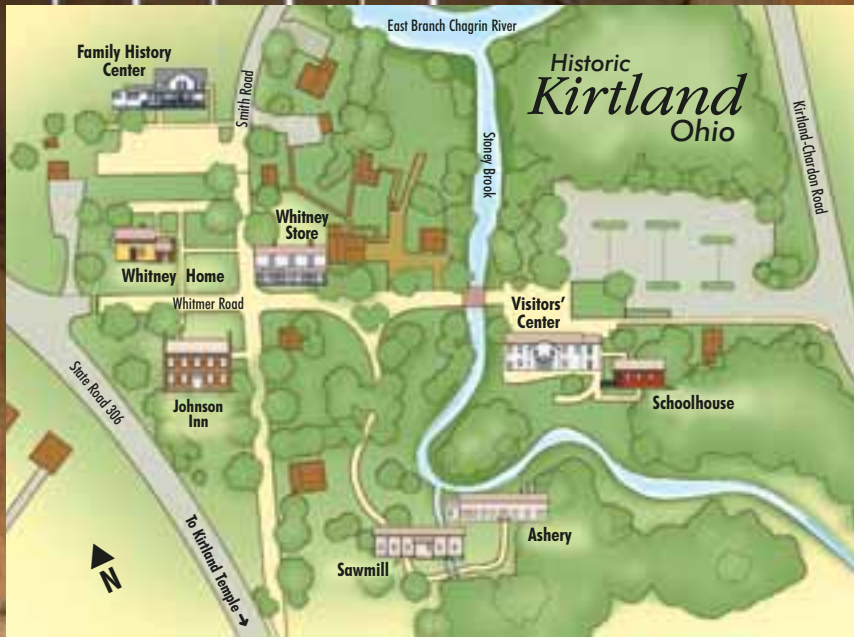 Historic
Kirtland
Ohio
East Branch Chagrin River
Family History
Center
Smith Road
Stoney Brook
Kirtland-Chardon Road
Whitney
Store
Whitney Home
Whitmer Road
Visitors’
Center
Johnson
Inn
Schoolhouse
State Road 306
To Kirtland Temple
Ashery
Sawmill
N